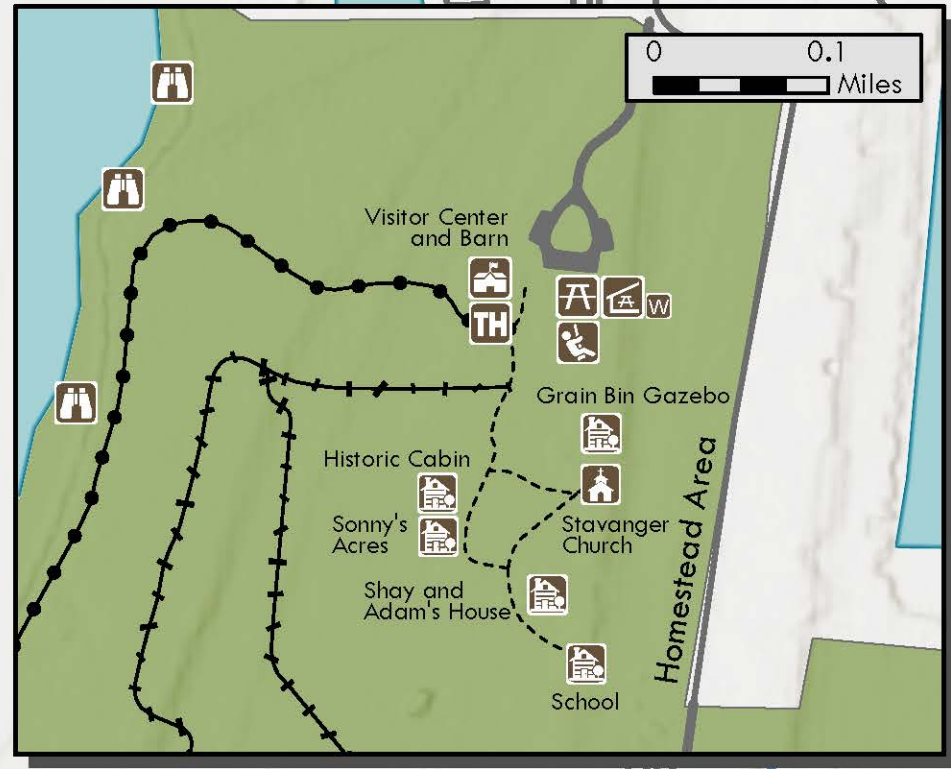 0 0.1
Miles
Visitor Center
and Barn
TH
W
Grain Bin Gazebo
Historic Cabin
Sonny's
Acres
Stavanger
Church
Shay and
Adam's House
School
Homestead Area